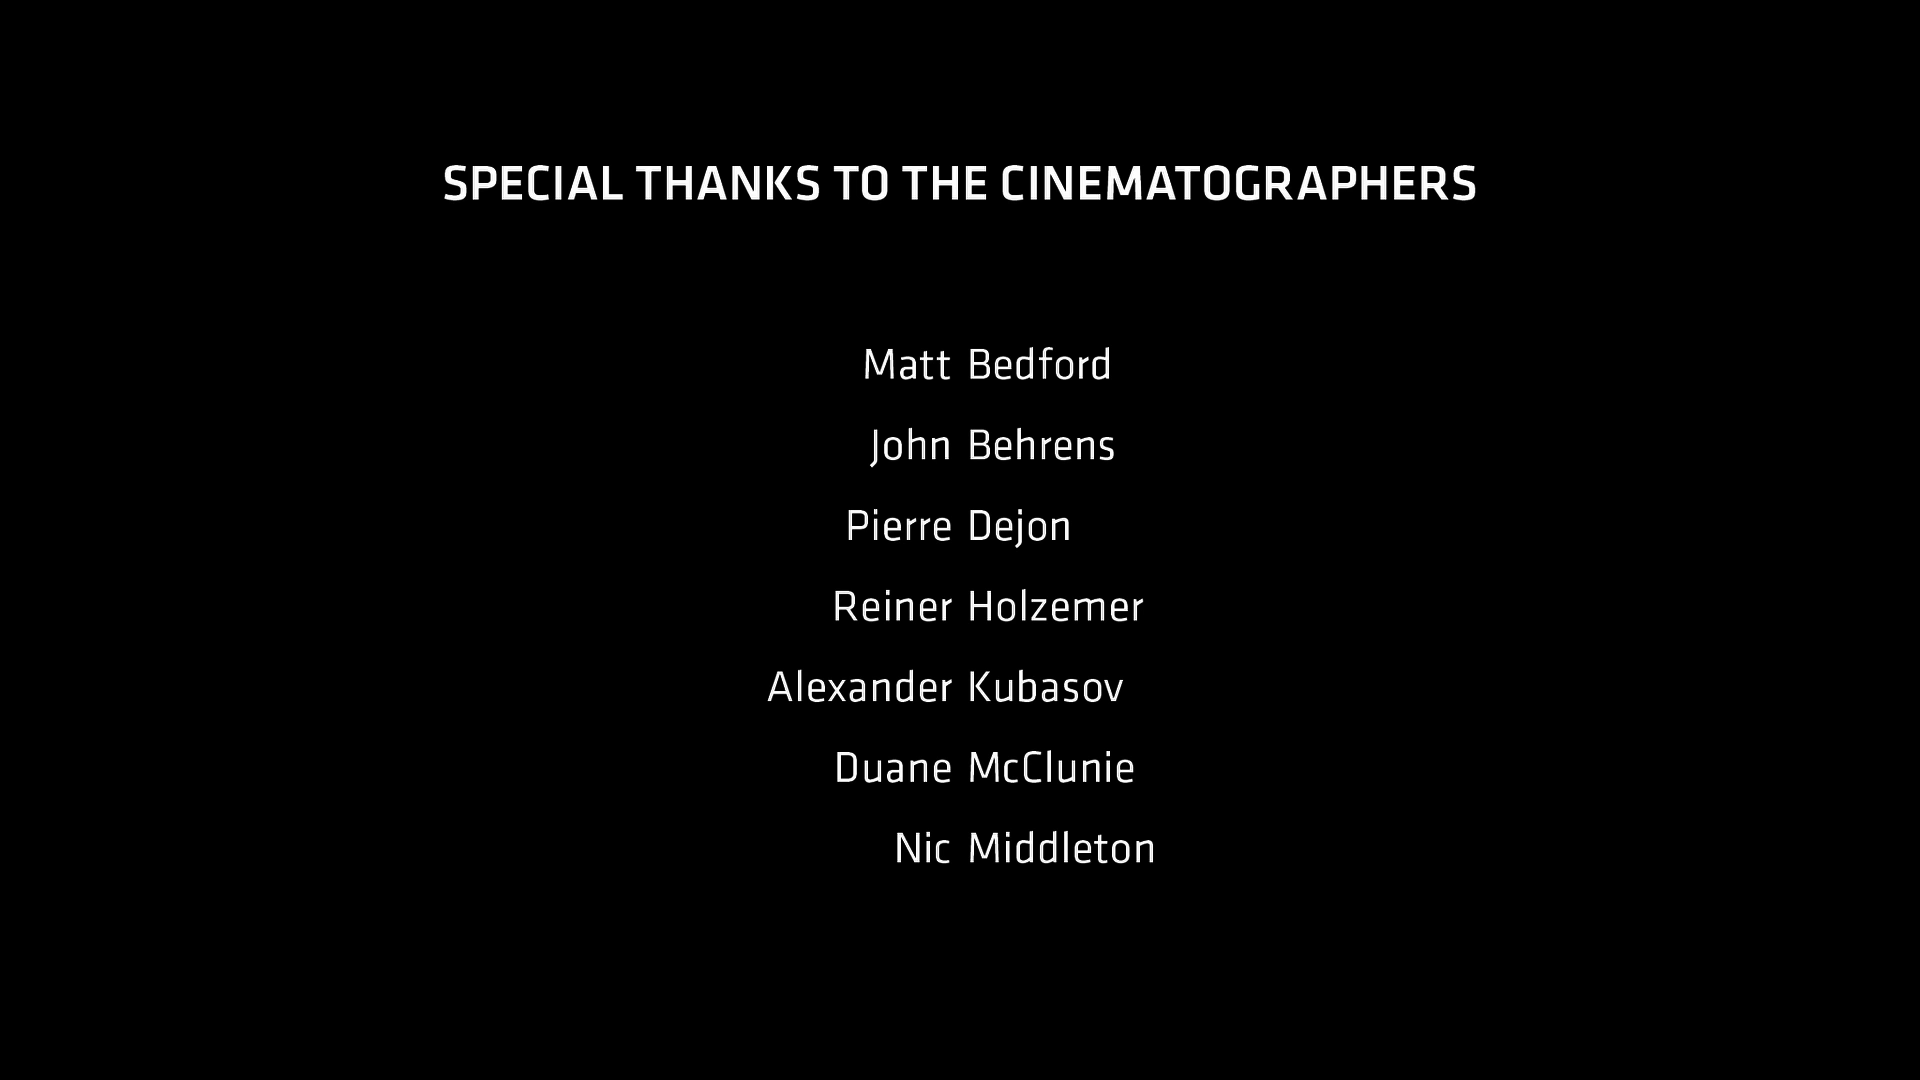 SPECIAL THANKS TO THE CINEMATOGRAPHERS
Matt Bedford
John Behrens
Pierre Dejon
Reiner Holzemer
Alexander Kubasov
Duane McClunie
Nic Middleton